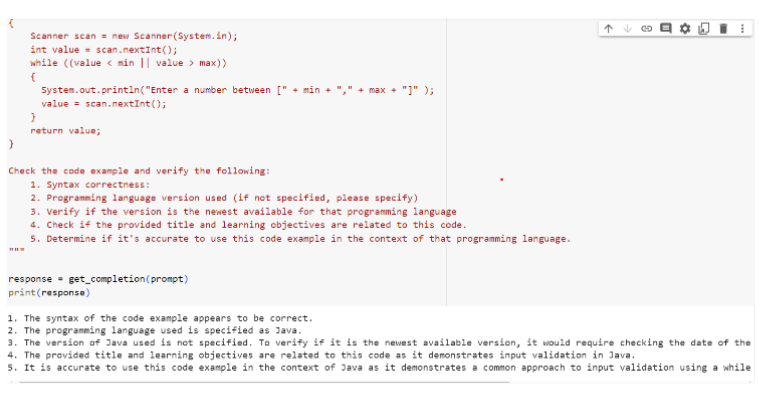 {
Scanner scan = new Scanner(System.in);
int value = scan.nextInt();
while ((value < min || value > max))
{
System.out.println("Enter a number between [" + min + "," + max + "]" );
value = scan.nextInt();
}
return value;
}
Check the code example and verify the following:
1. Syntax correctness:
2. Programming language version used (if not specified, please specify)
3. Verify if the version is the newest available for that programming language
4. Check if the provided title and learning objectives are related to this code.
5. Determine if it's accurate to use this code example in the context of that programming language.
"""
response = get_completion(prompt)
print(response)
1. The syntax of the code example appears to be correct.
2. The programming language used is specified as Java.
3. The version of Java used is not specified. To verify if it is the newest available version, it would require checking the date of the
4. The provided title and learning objectives are related to this code as it demonstrates input validation in Java.
5. It is accurate to use this code example in the context of Java as it demonstrates a common approach to input validation using a while